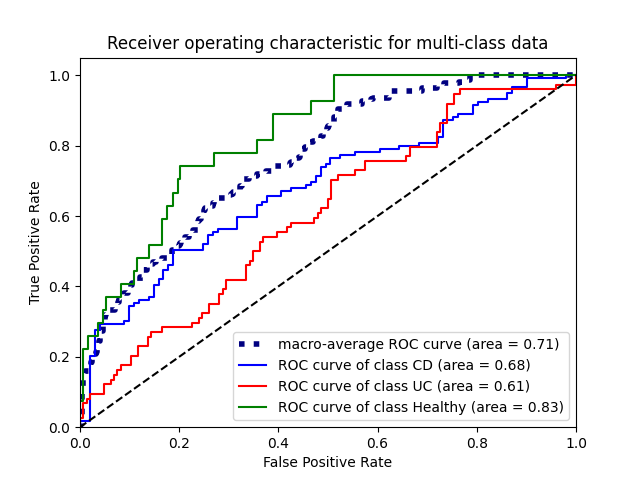 Receiver operating characteristic for multi-class data
True Positive Rate
1.0
0.8
0.6
0.4
0.2
0.0
macro-average ROC curve (area = 0.71)
ROC curve of class CD (area = 0.68)
ROC curve of class UC (area = 0.61)
ROC curve of class Healthy (area = 0.83)
0.0 0.2 0.4 0.6 0.8 1.0
False Positive Rate